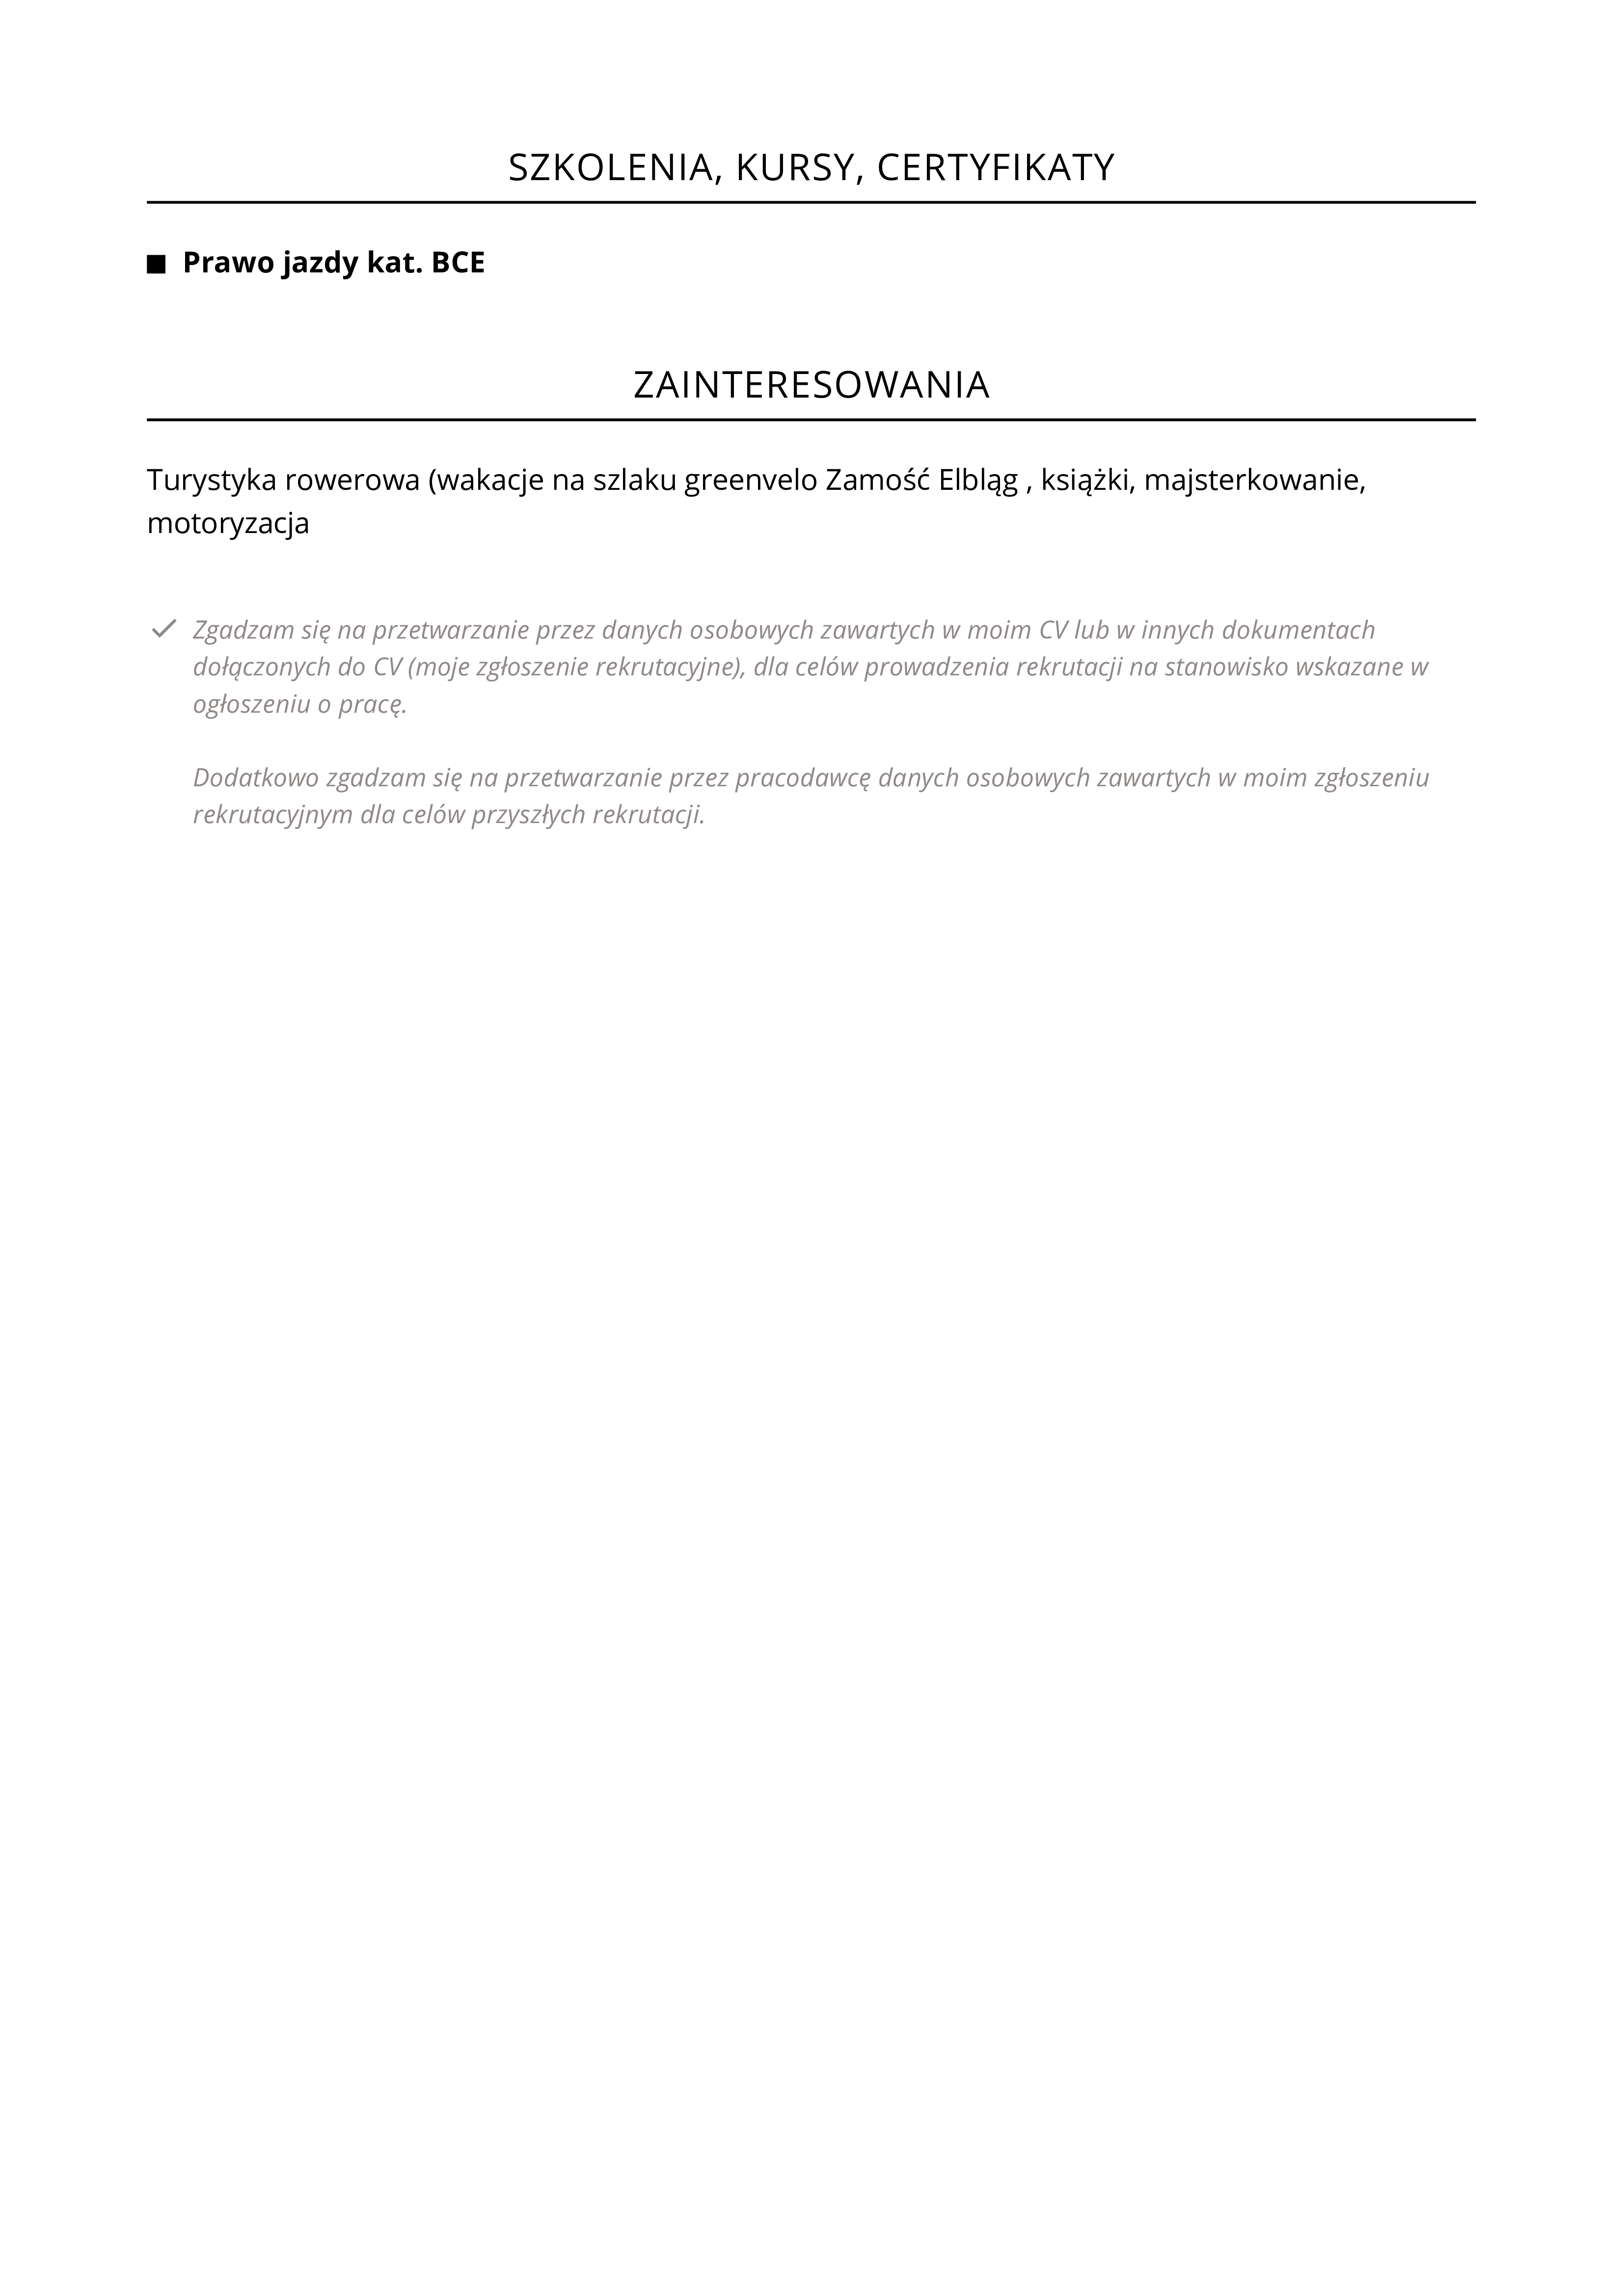 SZKOLENIA, KURSY, CERTYFIKATY
Prawo jazdy kat. BCE
ZAINTERESOWANIA
Turystyka rowerowa (wakacje na szlaku greenvelo Zamość Elbląg , książki, majsterkowanie,
motoryzacja
Zgadzam się na przetwarzanie przez danych osobowych zawartych w moim CV lub w innych dokumentach
dołączonych do CV (moje zgłoszenie rekrutacyjne), dla celów prowadzenia rekrutacji na stanowisko wskazane w
ogłoszeniu o pracę.
Dodatkowo zgadzam się na przetwarzanie przez pracodawcę danych osobowych zawartych w moim zgłoszeniu
rekrutacyjnym dla celów przyszłych rekrutacji.